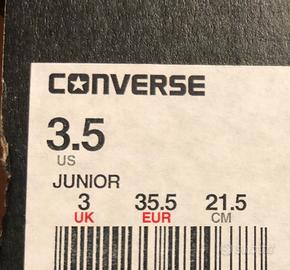 CONVERSE
3.5
US
JUNIOR
3 35.5 21.5
UK EUR CM